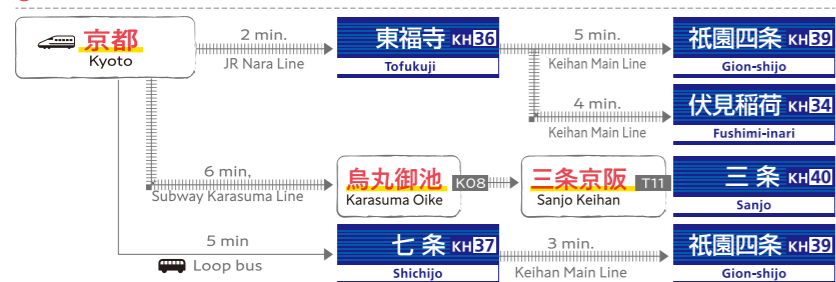 京都
Kyoto
2 min.
JR Nara Line
東福寺 KH36
Tofukuji
5 min.
Keihan Main Line
祇園四条 KH39
Gion-shijo
4 min.
Keihan Main Line
伏見稲荷 KH34
Fushimi-inari
6 min,
Subway Karasuma Line
烏丸御池 K08
Karasuma Oike
三条京阪 T11
Sanjo Keihan
三条 KH40
Sanjo
5 min
Loop bus
七条 KH37
Shichijo
3 min.
Keihan Main Line
祇園四条 KH39
Gion-shijo